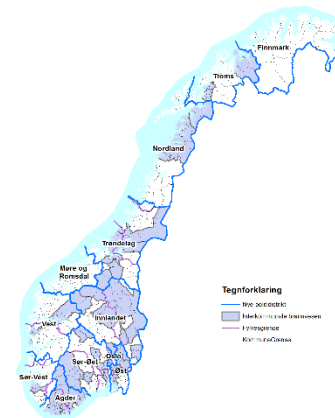 Finnmark
Troms
Nordland
Trøndelag
Møre og
Romsdal
Innlandet
Vest
Sør-Øst
Oslo
Øst
Sør-Vest
Agder
Tegnforklaring
Nye politidistrikt
Interkommunale brannvesen
Fylkesgrense
KommuneGrense